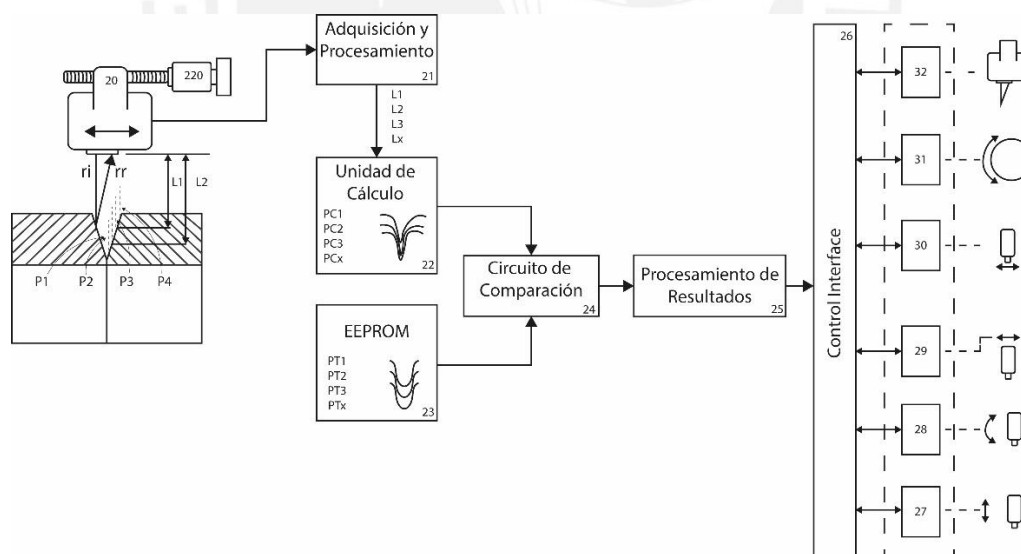 20
220
ri
rr
L1
L2
P1
P2
P3
P4
Adquisición y
Procesamiento
21
L1
L2
L3
Lx
Unidad de
Cálculo
PC1
PC2
PC3
PCx
22
EEPROM
PT1
PT2
PT3
PTx
23
Circuito de
Comparación
24
Procesamiento de
Resultados
25
26
Control Interface
32
31
30
29
28
27